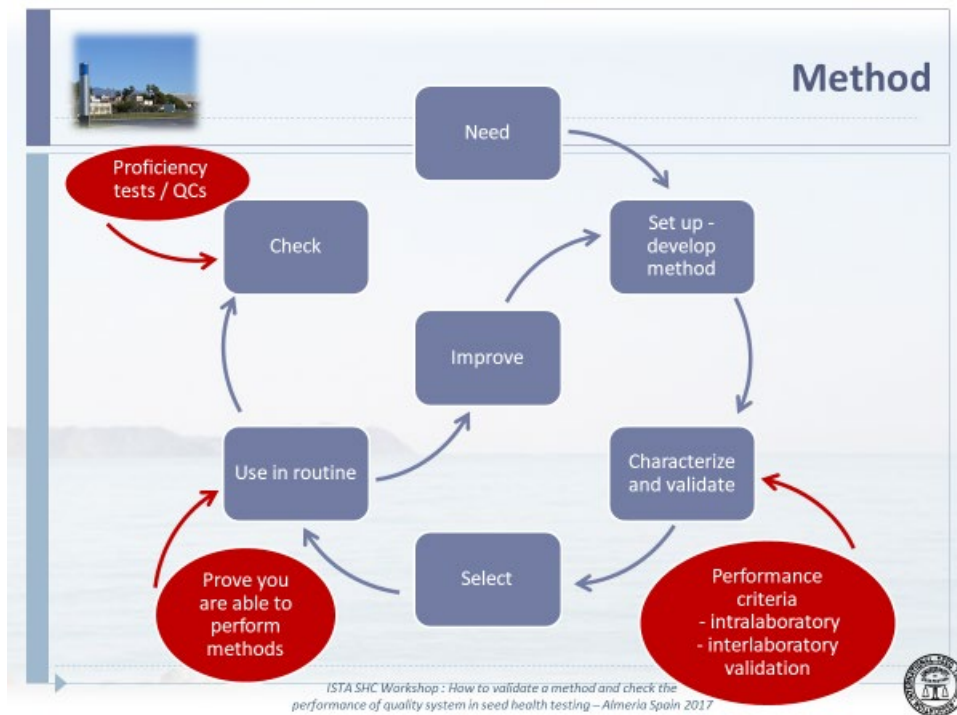 Method
Need
Proficiency
tests / QCs
Check
Set up -
develop
method
Improve
Use in routine
Characterize
and validate
Select
Prove you
are able to
perform
methods
Performance
criteria
- intralaboratory
- interlaboratory
validation
ISTA SHC Workshop : How to validate a method and check the
performance of quality system in seed health testing – Almeria Spain 2017